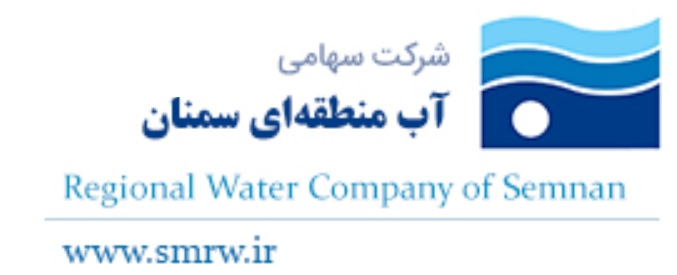 شرکت سهامی
آب منطقه‌ای سمنان
Regional Water Company of Semnan
www.smrw.ir